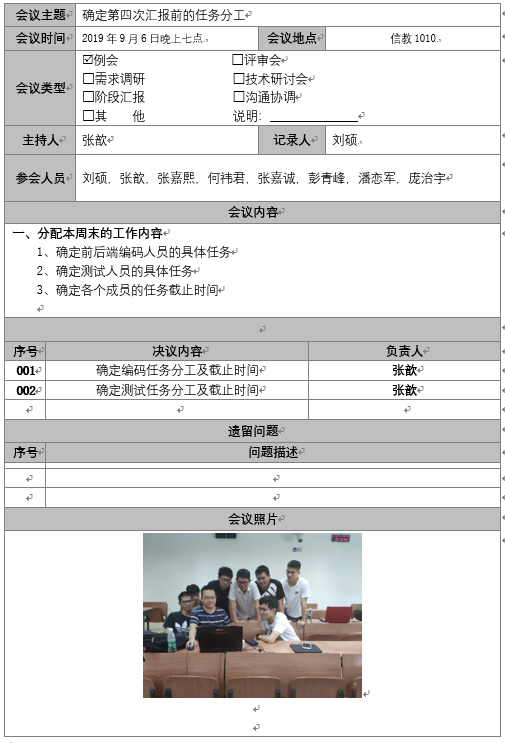 会议主题 确定第四次汇报前的任务分工
会议时间 2019年9月6日晚上七点. 会议地点 信教1010.
会议类型 ☑例会 □评审会
□需求调研 □技术研讨会
□阶段汇报 □沟通协调
□其 他 说明:
主持人 张歆 记录人 刘硕.
参会人员 刘硕, 张歆, 张嘉熙, 何祎君, 张嘉诚, 彭青峰, 潘恋军, 庞治宇
会议内容
一、分配本周末的工作内容
1、确定前后端编码人员的具体任务
2、确定测试人员的具体任务
3、确定各个成员的任务截止时间
序号 决议内容 负责人
001 确定编码任务分工及截止时间 张歆
002 确定测试任务分工及截止时间 张歆
遗留问题
序号 问题描述
会议照片